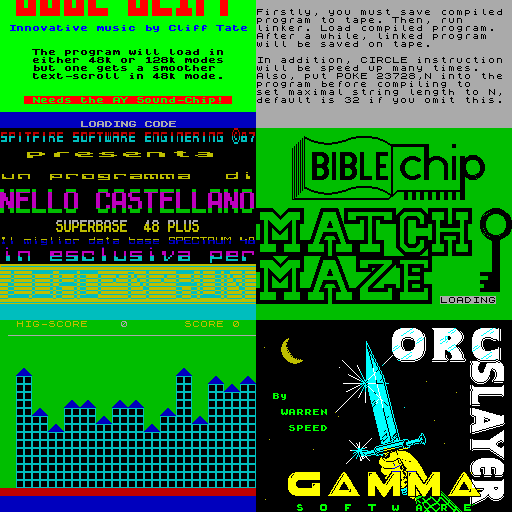 Innovative music by Cliff Tate
The program will load in
either 48k or 128k modes
but one gets a smoother
text-scroll in 48k mode.
Needs the AY Sound-Chip!
Firstly, you must save compiled
program to tape. Then, run
linker. Load compiled program.
After a while, linked program
will be saved on tape.
In addition, CIRCLE instruction
will be speed up many times.
Also, put POKE 23728,N into the
program before compiling to
set maximal string length to N,
default is 32 if you omit this.
LOADING CODE
SPITFIRE SOFTWARE ENGINERING ©87
presenta
un programma di
NELLO CASTELLANO
SUPERBASE 48 PLUS
il miglior data base SPECTRUM
in esclusiva per
BIBLE chip
MATCH
MAZE
LOADING
HIG-SCORE 0 SCORE 0
ORC
SLAYER
By
WARREN
SPEED
GAMMA
SOFTWARE